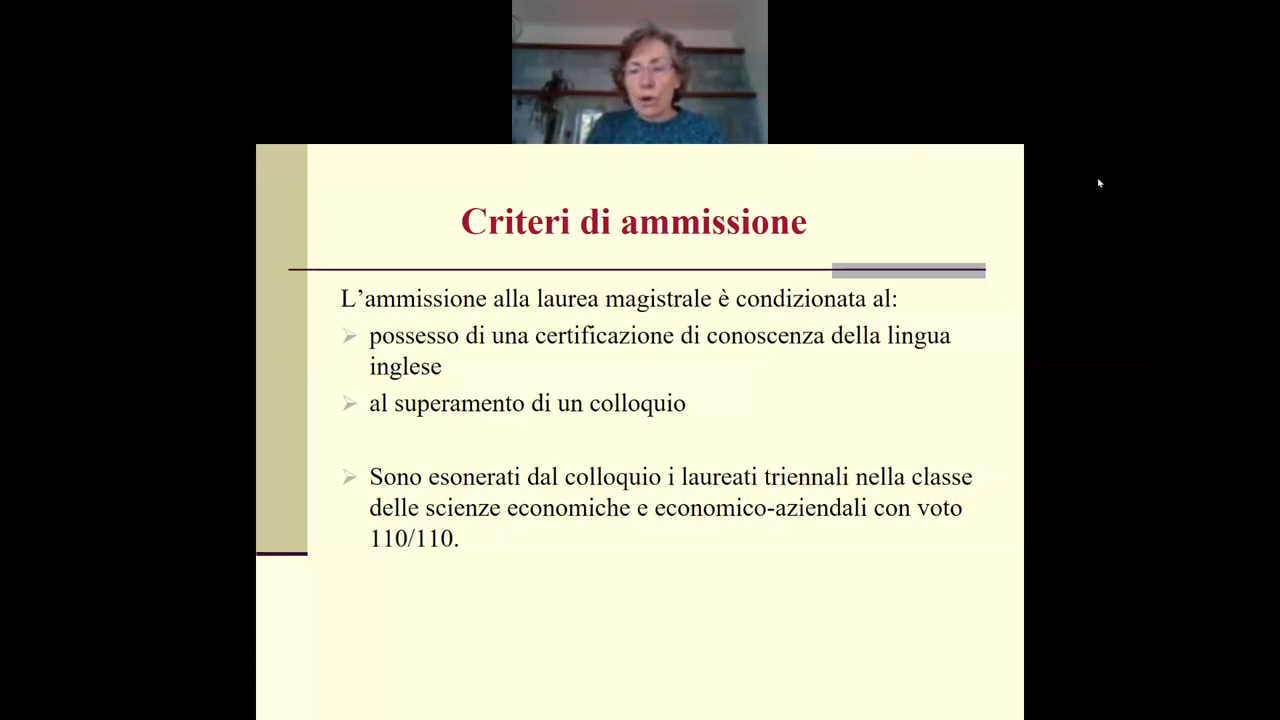 Criteri di ammissione
L’ammissione alla laurea magistrale è condizionata al:
possesso di una certificazione di conoscenza della lingua
inglese
al superamento di un colloquio
Sono esonerati dal colloquio i laureati triennali nella classe
delle scienze economiche e economico-aziendali con voto
110/110.